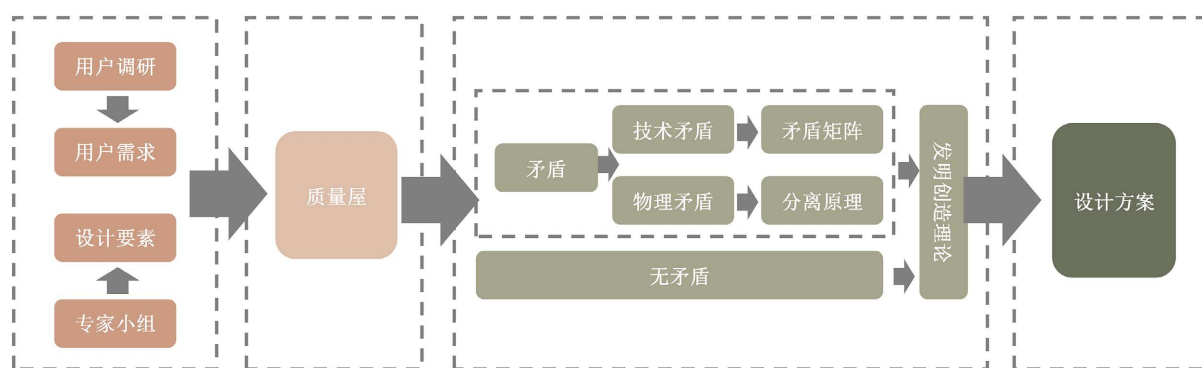 用户调研
用户需求
设计要素
专家小组
质量屋
矛盾
技术矛盾
矛盾矩阵
物理矛盾
分离原理
无矛盾
发明创造理论
设计方案